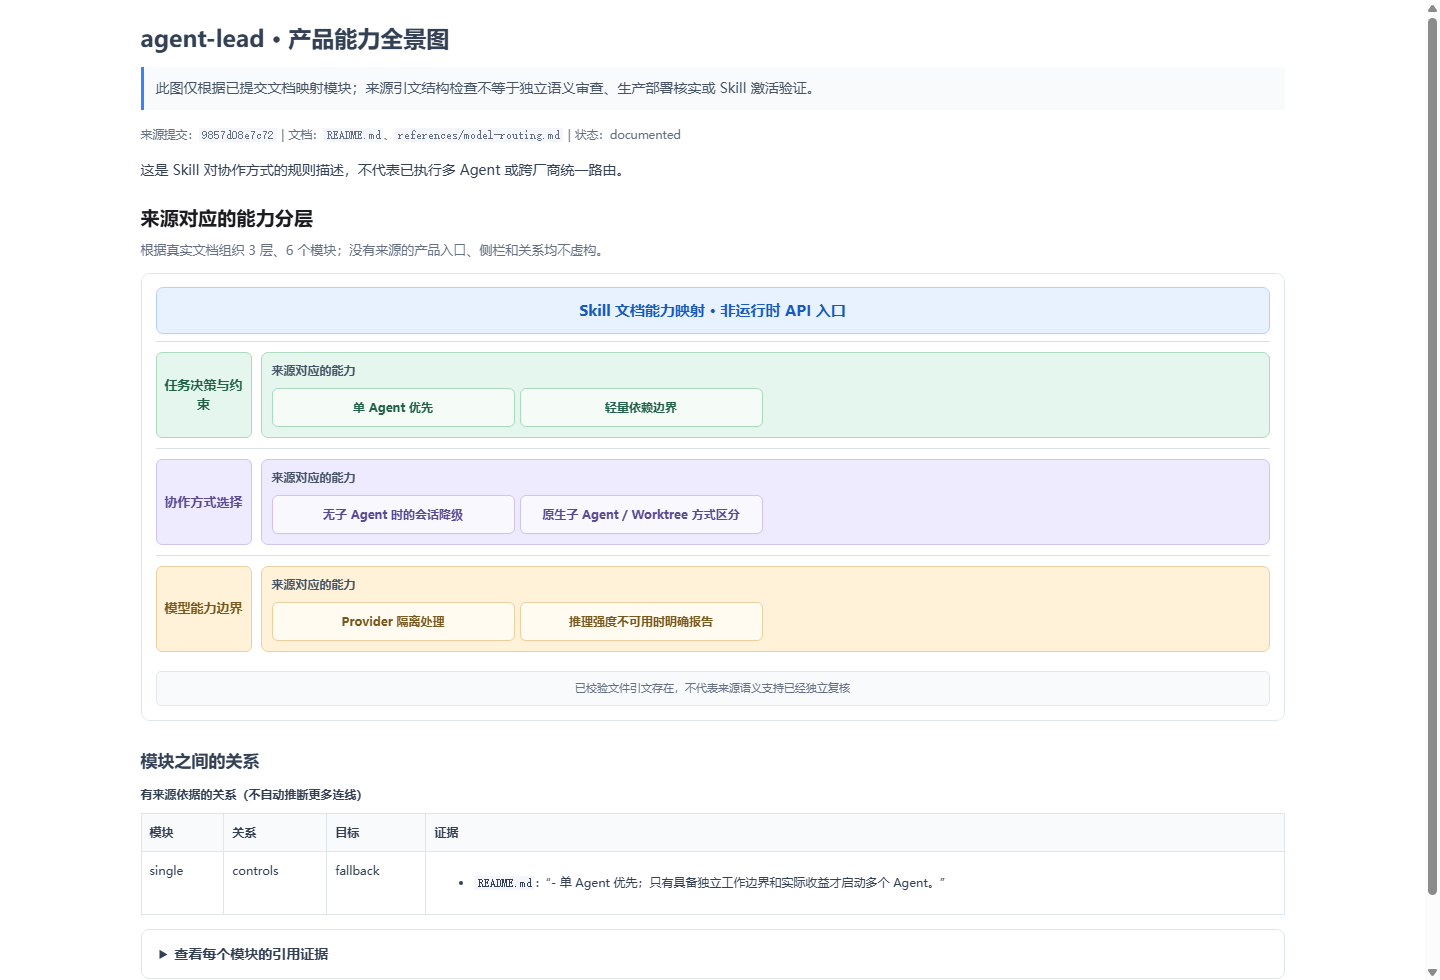 agent-lead • 产品能力全景图
此图仅根据已提交文档映射模块；来源引文结构检查不等于独立语义审查、生产部署核实或 Skill 激活验证。
来源提交： 9857d08e7c72 | 文档： README.md 、 references/model-routing.md | 状态：documented
这是 Skill 对协作方式的规则描述，不代表已执行多 Agent 或跨厂商统一路由。
来源对应的能力分层
根据真实文档组织 3 层、6 个模块；没有来源的产品入口、侧栏和关系均不虚构。
Skill 文档能力映射 • 非运行时 API 入口
任务决策与约
束
来源对应的能力
单 Agent 优先
轻量依赖边界
协作方式选择
来源对应的能力
无子 Agent 时的会话降级
原生子 Agent / Worktree 方式区分
模型能力边界
来源对应的能力
Provider 隔离处理
推理强度不可用时明确报告
已校验文件引文存在，不代表来源语义支持已经独立复核
模块之间的关系
有来源依据的关系（不自动推断更多连线）
模块 关系 目标 证据
single controls fallback • README.md ：“- 单 Agent 优先；只有具备独立工作边界和实际收益才启动多个 Agent。”
▶ 查看每个模块的引用证据